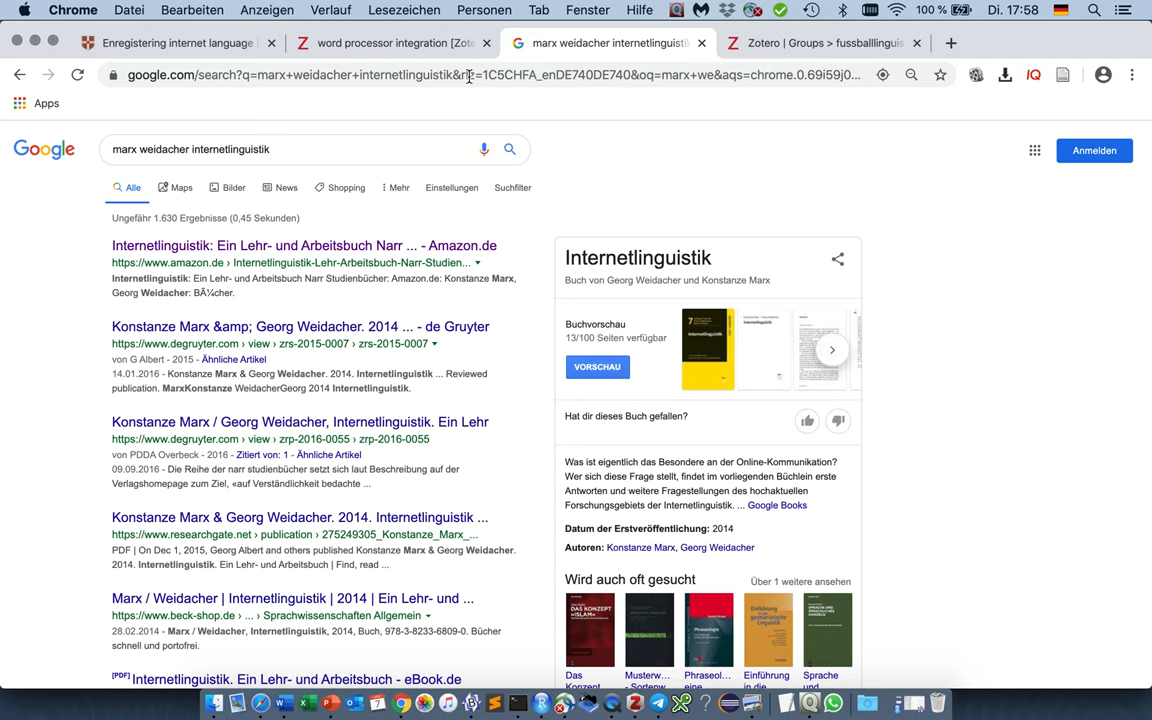 Chrome Datei Bearbeiten Anzeigen Verlauf Lesezeichen Personen Tab Fenster Hilfe 100 % Di. 17:58
Enregistring internet language
word processor integration [Zote
marx weidacher internetlinguisti
Zotero | Groups > fussballlinguis
google.com/search?q=marx+weidacher+internetlinguistik&rlz=1C5CHFA_enDE740DE740&oq=marx+we&aqs=chrome.0.69i59j0...
IQ
Apps
Google
marx weidacher internetlinguistik
Anmelden
Alle Maps Bilder News Shopping Mehr Einstellungen Suchfilter
Ungefähr 1.630 Ergebnisse (0,45 Sekunden)
Internetlinguistik: Ein Lehr- und Arbeitsbuch Narr ... - Amazon.de
https://www.amazon.de › Internetlinguistik-Lehr-Arbeitsbuch-Narr-Studien...
Internetlinguistik: Ein Lehr- und Arbeitsbuch Narr Studienbücher: Amazon.de: Konstanze Marx,
Georg Weidacher: BÃ¼cher.
Konstanze Marx &amp; Georg Weidacher. 2014 ... - de Gruyter
https://www.degruyter.com › view › zrs-2015-0007 › zrs-2015-0007
von G Albert - 2015 - Ähnliche Artikel
14.01.2016 - Konstanze Marx & Georg Weidacher. 2014. Internetlinguistik ... Reviewed
publication. MarxKonstanze WeidacherGeorg 2014 Internetlinguistik.
Konstanze Marx / Georg Weidacher, Internetlinguistik. Ein Lehr
https://www.degruyter.com › view › zrp-2016-0055 › zrp-2016-0055
von PDDA Overbeck - 2016 - Zitiert von: 1 - Ähnliche Artikel
09.09.2016 - Die Reihe der narr studienbücher setzt sich laut Beschreibung auf der
Verlagshomepage zum Ziel, «auf Verständlichkeit bedachte ...
Konstanze Marx & Georg Weidacher. 2014. Internetlinguistik ...
https://www.researchgate.net › publication › 275249305_Konstanze_Marx_...
PDF | On Dec 1, 2015, Georg Albert and others published Konstanze Marx & Georg Weidacher.
2014. Internetlinguistik. Ein Lehr- und Arbeitsbuch | Find, read ...
Marx / Weidacher | Internetlinguistik | 2014 | Ein Lehr- und ...
https://www.beck-shop.de › ... › Sprachwissenschaften Allgemein
28.02.2014 - Marx / Weidacher, Internetlinguistik, 2014, Buch, 978-3-8233-6809-0. Bücher
schnell und portofrei.
[PDF] Internetlinguistik. Ein Lehr- und Arbeitsbuch - eBook.de
Internetlinguistik
Buch von Georg Weidacher und Konstanze Marx
Buchvorschau
13/100 Seiten verfügbar
VORSCHAU
Hat dir dieses Buch gefallen?
Was ist eigentlich das Besondere an der Online-Kommunikation?
Wer sich diese Frage stellt, findet im vorliegenden Büchlein erste
Antworten und weitere Fragestellungen des hochaktuellen
Forschungsgebiets der Internetlinguistik. ... Google Books
Datum der Erstveröffentlichung: 2014
Autoren: Konstanze Marx, Georg Weidacher
Wird auch oft gesucht Über 1 weitere ansehen
Das Konzept
Musterw... - Sortenw
Phraseol... eine
Einführung in die
Sprache und